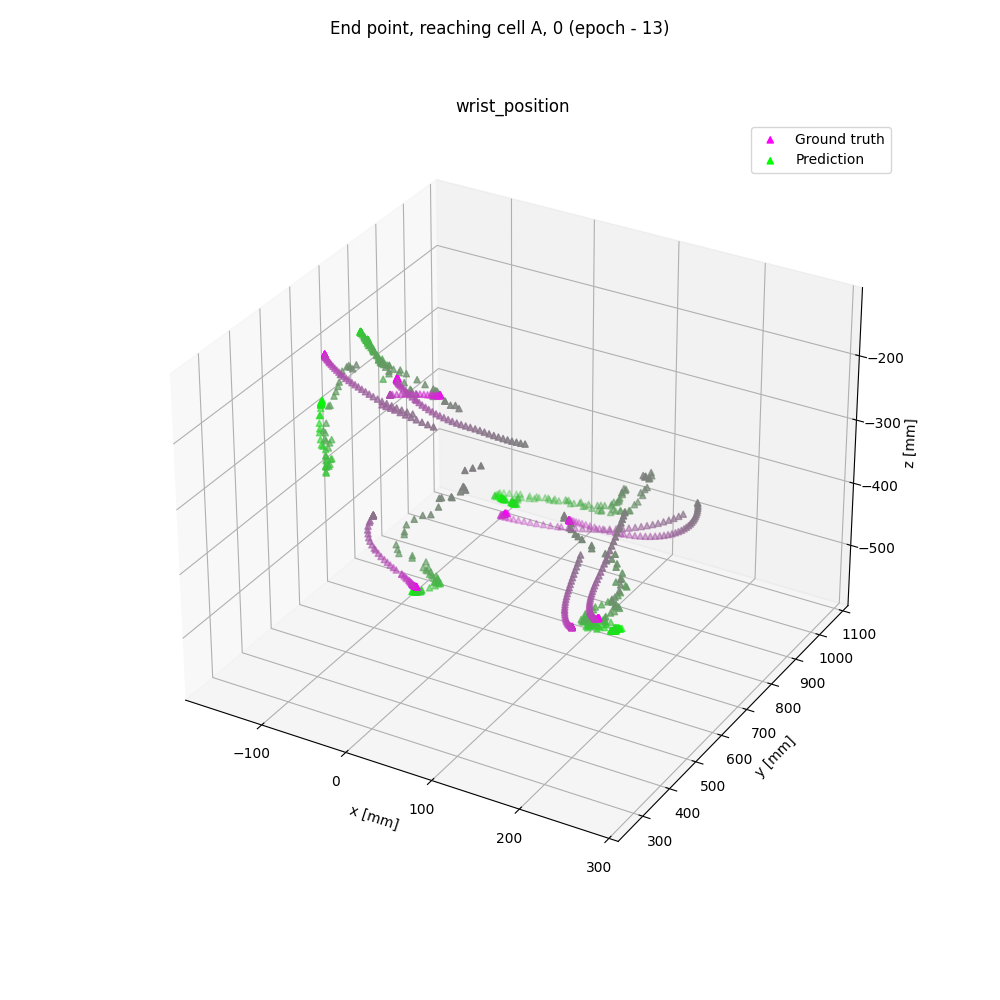 End point, reaching cell A, 0 (epoch - 13)
wrist_position
Ground truth
Prediction
−200
−300
−400
−500
z [mm]
1100
1000
900
800
700
600
500
400
300
y [mm]
−100
0
100
200
300
x [mm]